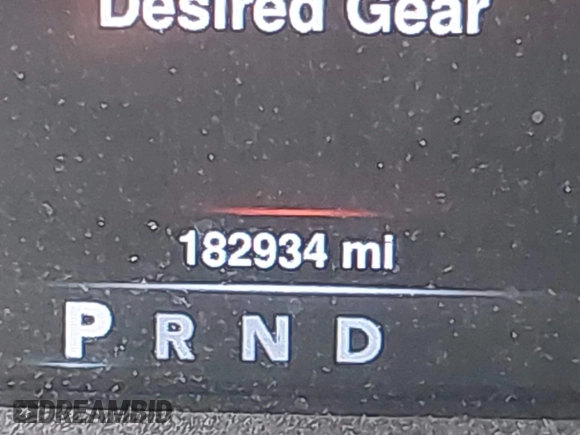 Desired Gear
182934 mi
P R N D
DREAMBID